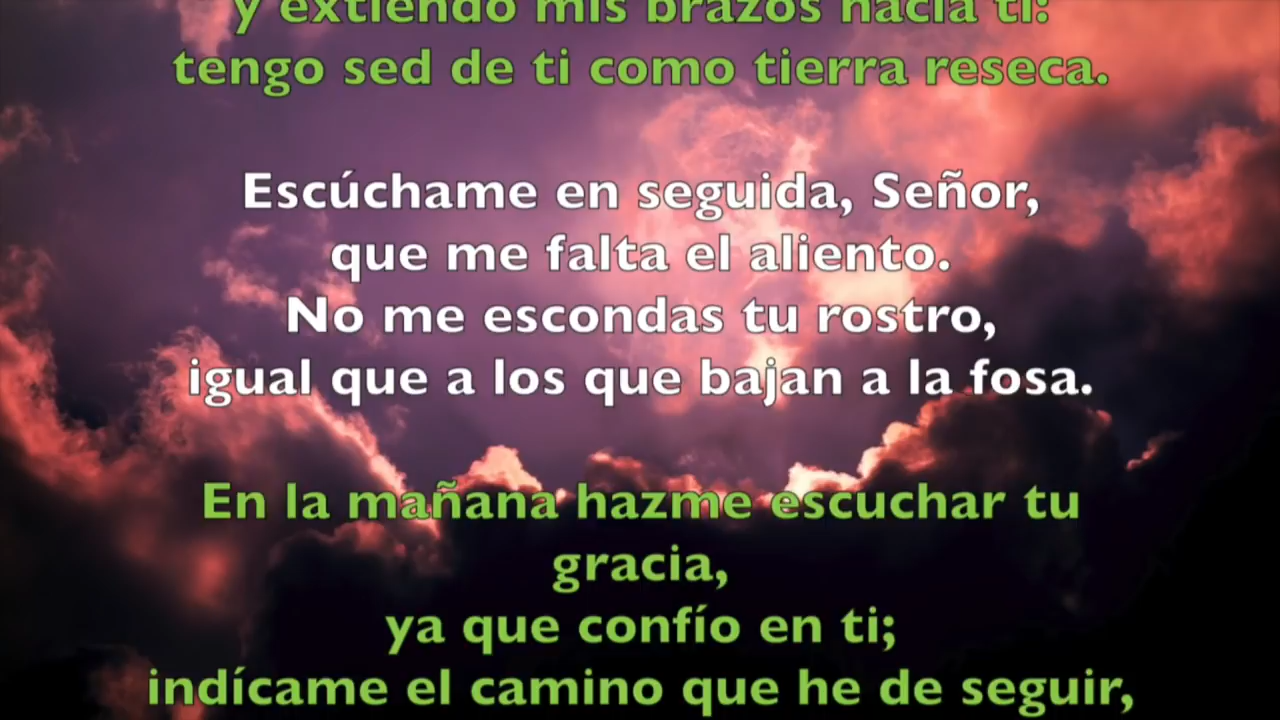 y extiendo mis brazos hacia ti:
tengo sed de ti como tierra reseca.
Escúchame en seguida, Señor,
que me falta el aliento.
No me escondas tu rostro,
igual que a los que bajan a la fosa.
En la mañana hazme escuchar tu
gracia,
ya que confío en ti;
indícame el camino que he de seguir,